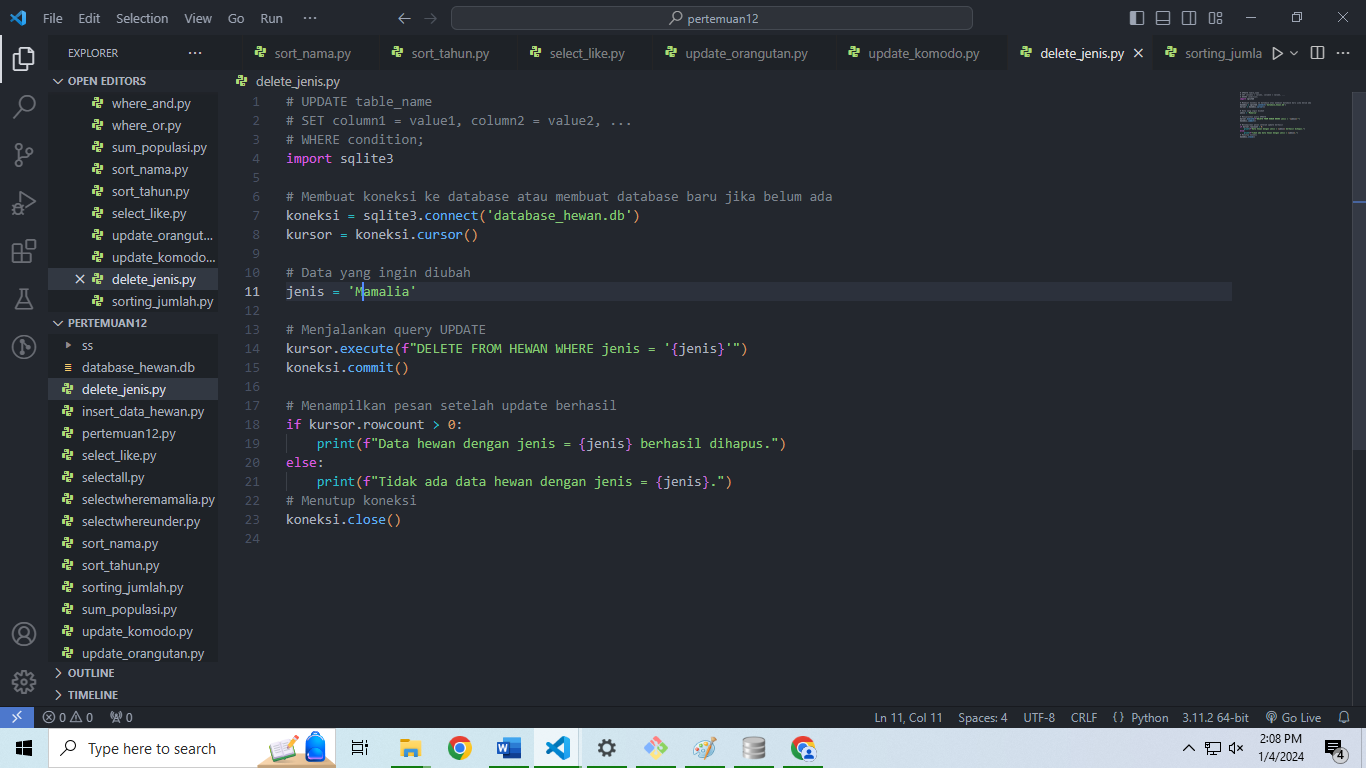 File Edit Selection View Go Run ··· pertemuan12
EXPLORER ···
sort_nama.py sort_tahun.py select_like.py update_orangutan.py update_komodo.py delete_jenis.py sorting_jumla
OPEN EDITORS
where_and.py
where_or.py
sum_populasi.py
sort_nama.py
sort_tahun.py
select_like.py
update_orangut...
update_komodo...
delete_jenis.py
sorting_jumlah.py
PERTEMUAN12
ss
database_hewan.db
delete_jenis.py
insert_data_hewan.py
pertemuan12.py
select_like.py
selectall.py
selectwheremamalia.py
selectwhereunder.py
sort_nama.py
sort_tahun.py
sorting_jumlah.py
sum_populasi.py
update_komodo.py
update_orangutan.py
OUTLINE
TIMELINE
delete_jenis.py
1 # UPDATE table_name
2 # SET column1 = value1, column2 = value2, ...
3 # WHERE condition;
4 import sqlite3
5
6 # Membuat koneksi ke database atau membuat database baru jika belum ada
7 koneksi = sqlite3.connect('database_hewan.db')
8 kursor = koneksi.cursor()
9
10 # Data yang ingin diubah
11 jenis = 'Mamalia'
12
13 # Menjalankan query UPDATE
14 kursor.execute(f"DELETE FROM HEWAN WHERE jenis = '{jenis}'")
15 koneksi.commit()
16
17 # Menampilkan pesan setelah update berhasil
18 if kursor.rowcount > 0:
19     print(f"Data hewan dengan jenis = {jenis} berhasil dihapus.")
20 else:
21     print(f"Tidak ada data hewan dengan jenis = {jenis}.")
22 # Menutup koneksi
23 koneksi.close()
24
0 0 0 Ln 11, Col 11 Spaces: 4 UTF-8 CRLF {} Python 3.11.2 64-bit Go Live
Type here to search
2:08 PM
1/4/2024
4